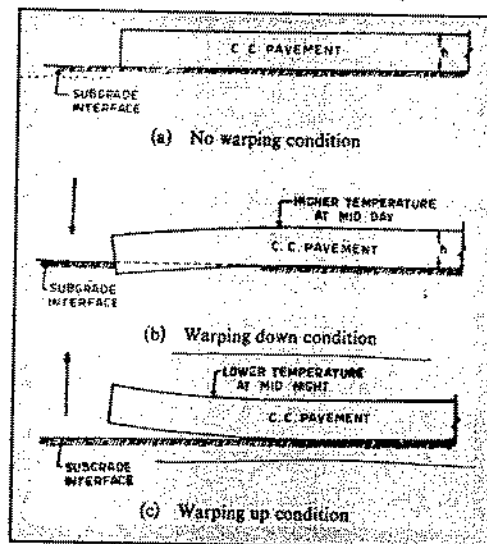 C. C. PAVEMENT
h
SUBGRADE
INTERFACE
(a) No warping condition
HIGHER TEMPERATURE
AT MID DAY
C. C. PAVEMENT
h
SUBGRADE
INTERFACE
(b) Warping down condition
LOWER TEMPERATURE
AT MID NIGHT
C. C. PAVEMENT
SUBGRADE
INTERFACE
(c) Warping up condition